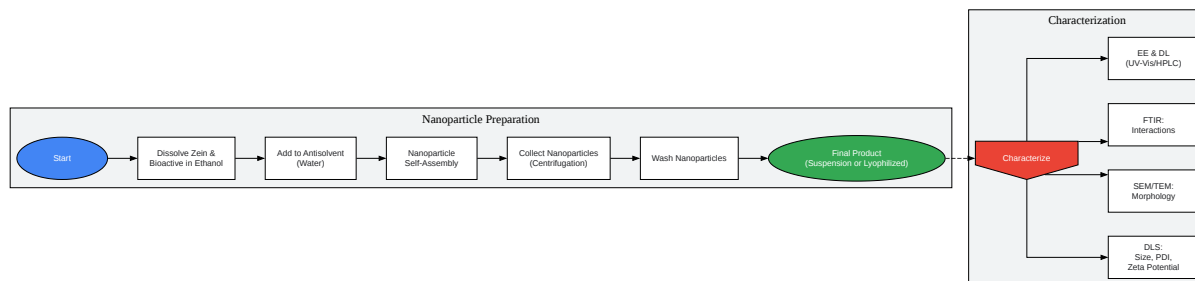 Nanoparticle Preparation
Start
Dissolve Zein &
Bioactive in Ethanol
Add to Antisolvent
(Water)
Nanoparticle
Self-Assembly
Collect Nanoparticles
(Centrifugation)
Wash Nanoparticles
Final Product
(Suspension or Lyophilized)
Characterization
Characterize
EE & DL
(UV-Vis/HPLC)
FTIR:
Interactions
SEM/TEM:
Morphology
DLS:
Size, PDI,
Zeta Potential